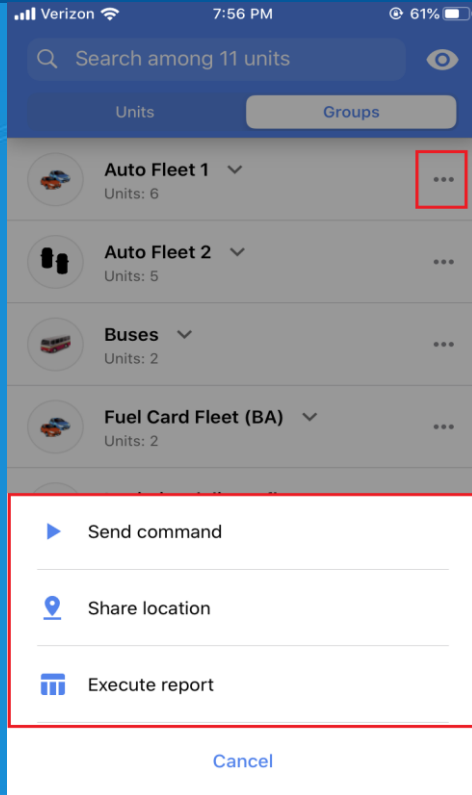 Verizon 7:56 PM 61%
Search among 11 units
Units Groups
Auto Fleet 1
Units: 6
Auto Fleet 2
Units: 5
Buses
Units: 2
Fuel Card Fleet (BA)
Units: 2
Send command
Share location
Execute report
Cancel